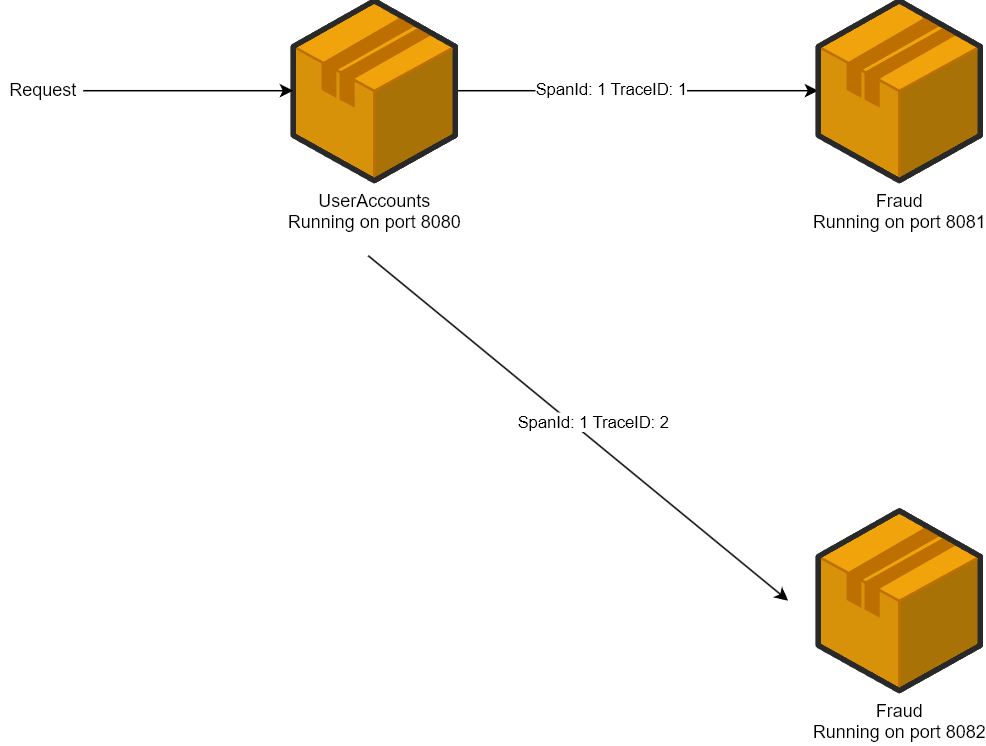 Request
SpanId: 1 TraceID: 1
UserAccounts
Running on port 8080
Fraud
Running on port 8081
SpanId: 1 TraceID: 2
Fraud
Running on port 8082